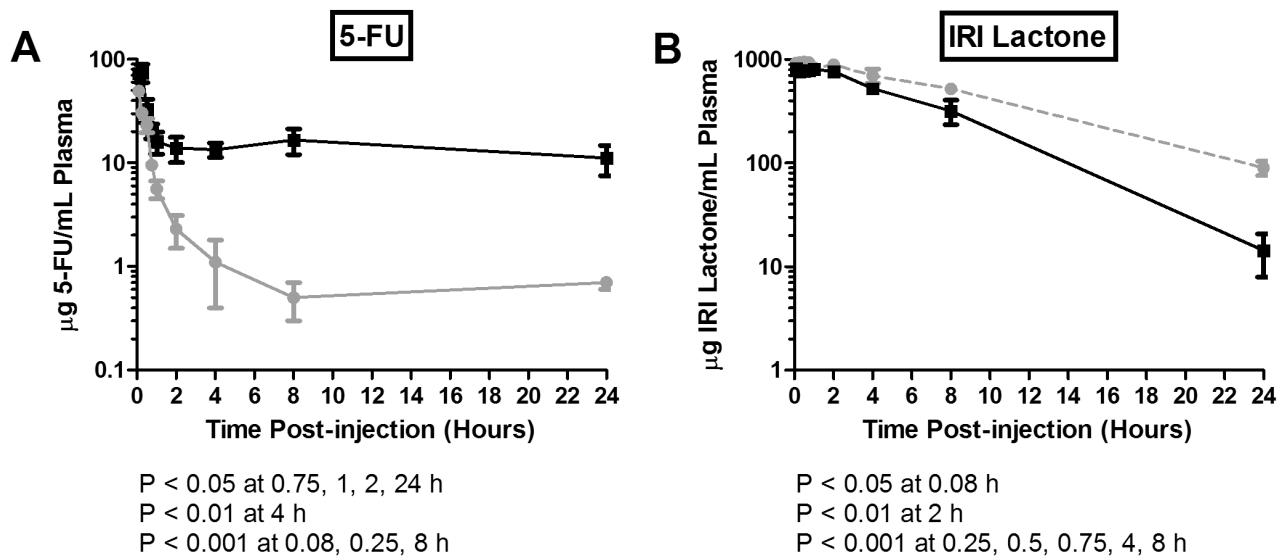 A
5-FU
100
10
1
0.1
µg 5-FU/mL Plasma
0 2 4 6 8 10 12 14 16 18 20 22 24
Time Post-injection (Hours)
P < 0.05 at 0.75, 1, 2, 24 h
P < 0.01 at 4 h
P < 0.001 at 0.08, 0.25, 8 h
B
IRI Lactone
1000
100
10
1
µg IRI Lactone/mL Plasma
0 2 4 6 8 10 12 14 16 18 20 22 24
Time Post-injection (Hours)
P < 0.05 at 0.08 h
P < 0.01 at 2 h
P < 0.001 at 0.25, 0.5, 0.75, 4, 8 h